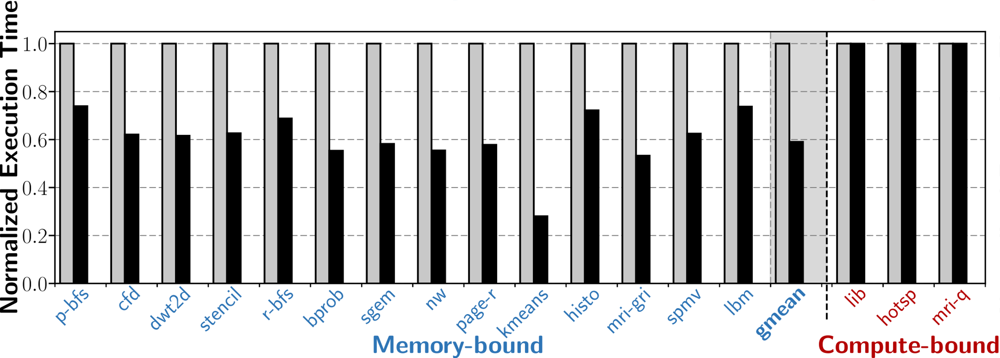 Normalized Execution Time
1.0
0.8
0.6
0.4
0.2
0.0
p-bfs
cfd
dwt2d
stencil
r-bfs
bprob
sgem
nw
page-r
kmeans
histo
mri-gri
spmv
lbm
gmean
lib
hotsp
mri-q
Memory-bound
Compute-bound